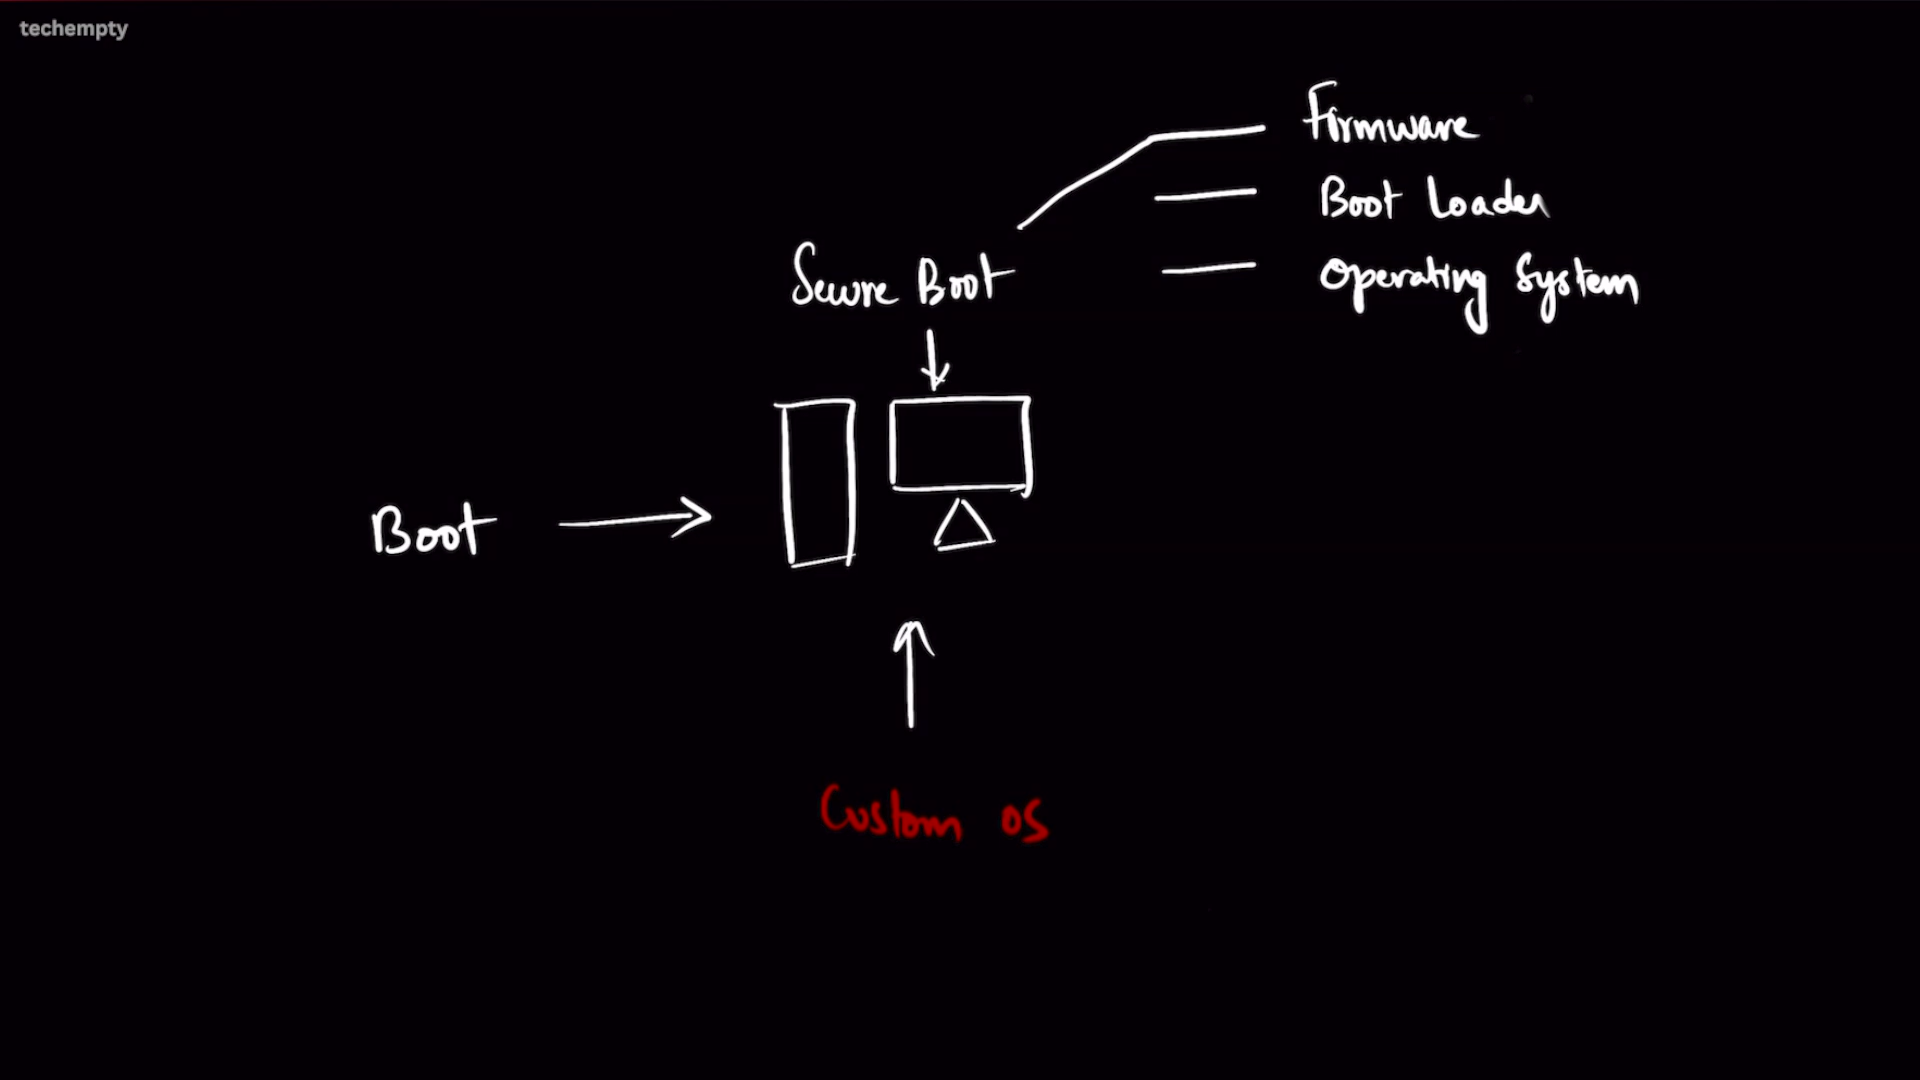 techempty
Firmware
Boot Loader
Secure Boot
Operating System
Boot
Custom OS